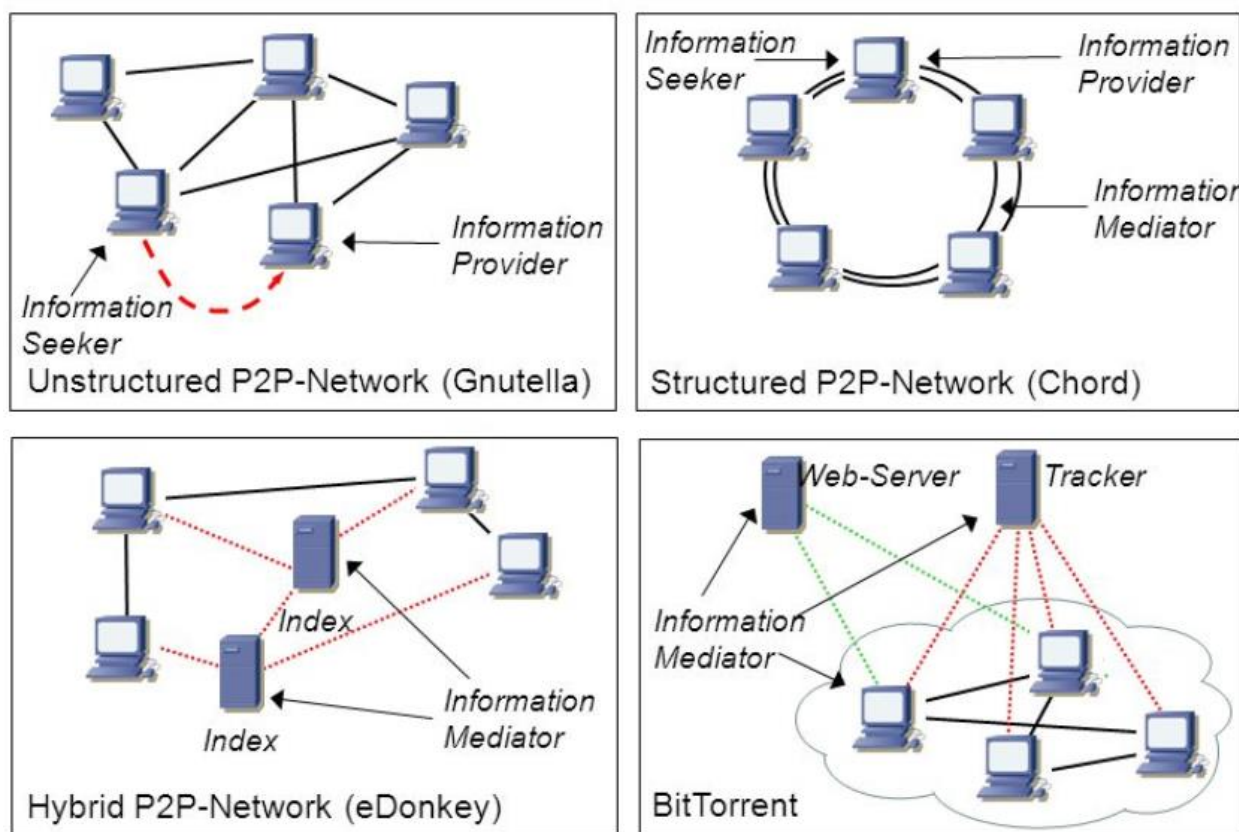 Information
Seeker
Information
Provider
Unstructured P2P-Network (Gnutella)
Information
Seeker
Information
Provider
Information
Mediator
Structured P2P-Network (Chord)
Index
Index
Information
Mediator
Hybrid P2P-Network (eDonkey)
Web-Server
Tracker
Information
Mediator
BitTorrent